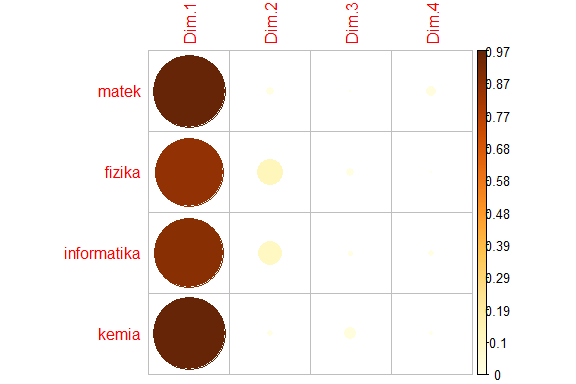 Dim.1 Dim.2 Dim.3 Dim.4
matek
fizika
informatika
kemia
0.97
0.87
0.77
0.68
0.58
0.48
0.39
0.29
0.19
0.1
0